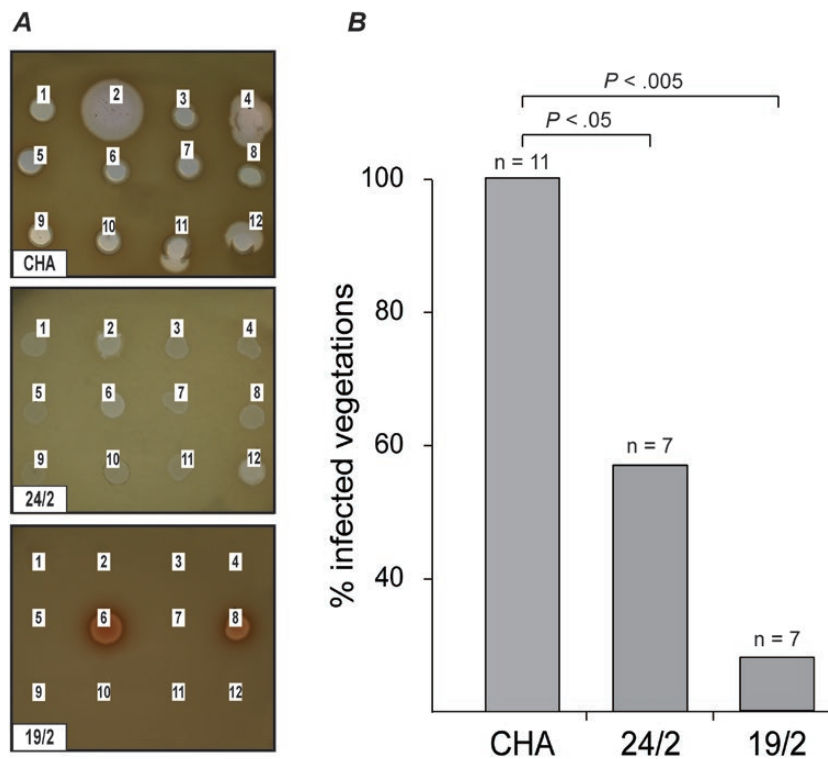 A
1 2 3 4
5 6 7 8
9 10 11 12
CHA
1 2 3 4
5 6 7 8
9 10 11 12
24/2
1 2 3 4
5 6 7 8
9 10 11 12
19/2
B
P < .005
P < .05
n = 11
100
80
n = 7
60
40
n = 7
% infected vegetations
CHA 24/2 19/2